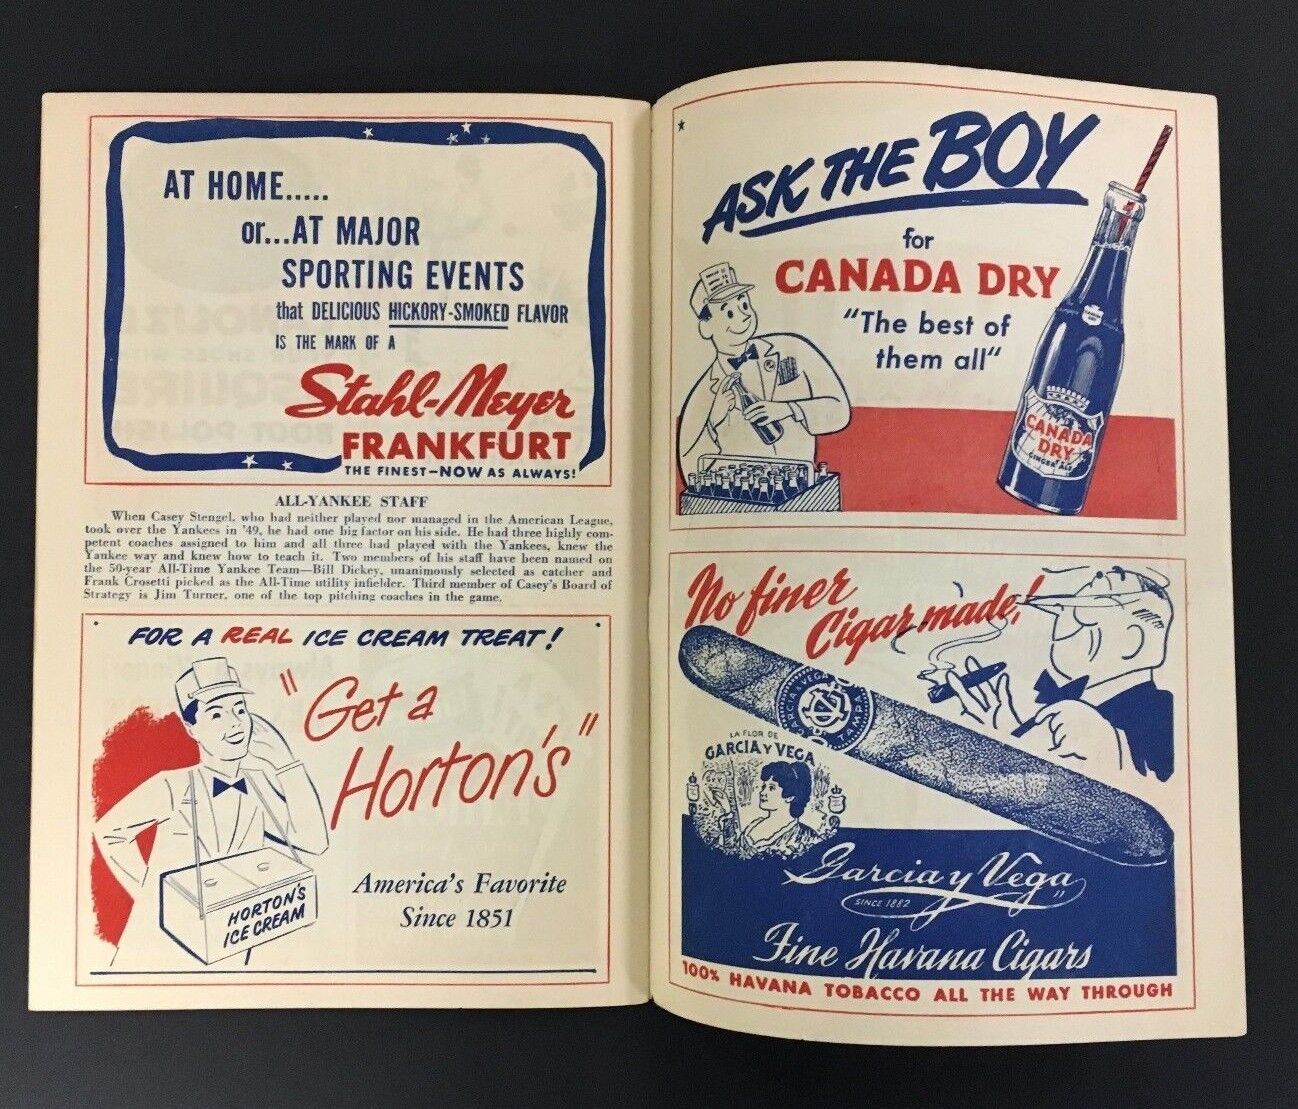 AT HOME.....
or...AT MAJOR
SPORTING EVENTS
that DELICIOUS HICKORY-SMOKED FLAVOR
IS THE MARK OF A
Stahl-Meyer
FRANKFURT
THE FINEST—NOW AS ALWAYS!
ALL-YANKEE STAFF
When Casey Stengel, who had neither played nor managed in the American League,
took over the Yankees in '49, he had one big factor on his side. He had three highly com-
petent coaches assigned to him and all three had played with the Yankees, knew the
Yankee way and knew how to teach it. Two members of his staff have been named on
the 50-year All-Time Yankee Team—Bill Dickey, unanimously selected as catcher and
Frank Crosetti picked as the All-Time utility infielder. Third member of Casey's Board of
Strategy is Jim Turner, one of the top pitching coaches in the game.
FOR A REAL ICE CREAM TREAT!
"Get a
Horton's"
America's Favorite
Since 1851
HORTON'S
ICE CREAM
ASK THE BOY
for
CANADA DRY
"The best of
them all"
CANADA
DRY
GINGER ALE
No finer
Cigar made!
GARCIA Y VEGA
TAMPA
LA FLOR DE
GARCIA Y VEGA
Garcia y Vega
SINCE 1882
Fine Havana Cigars
100% HAVANA TOBACCO ALL THE WAY THROUGH